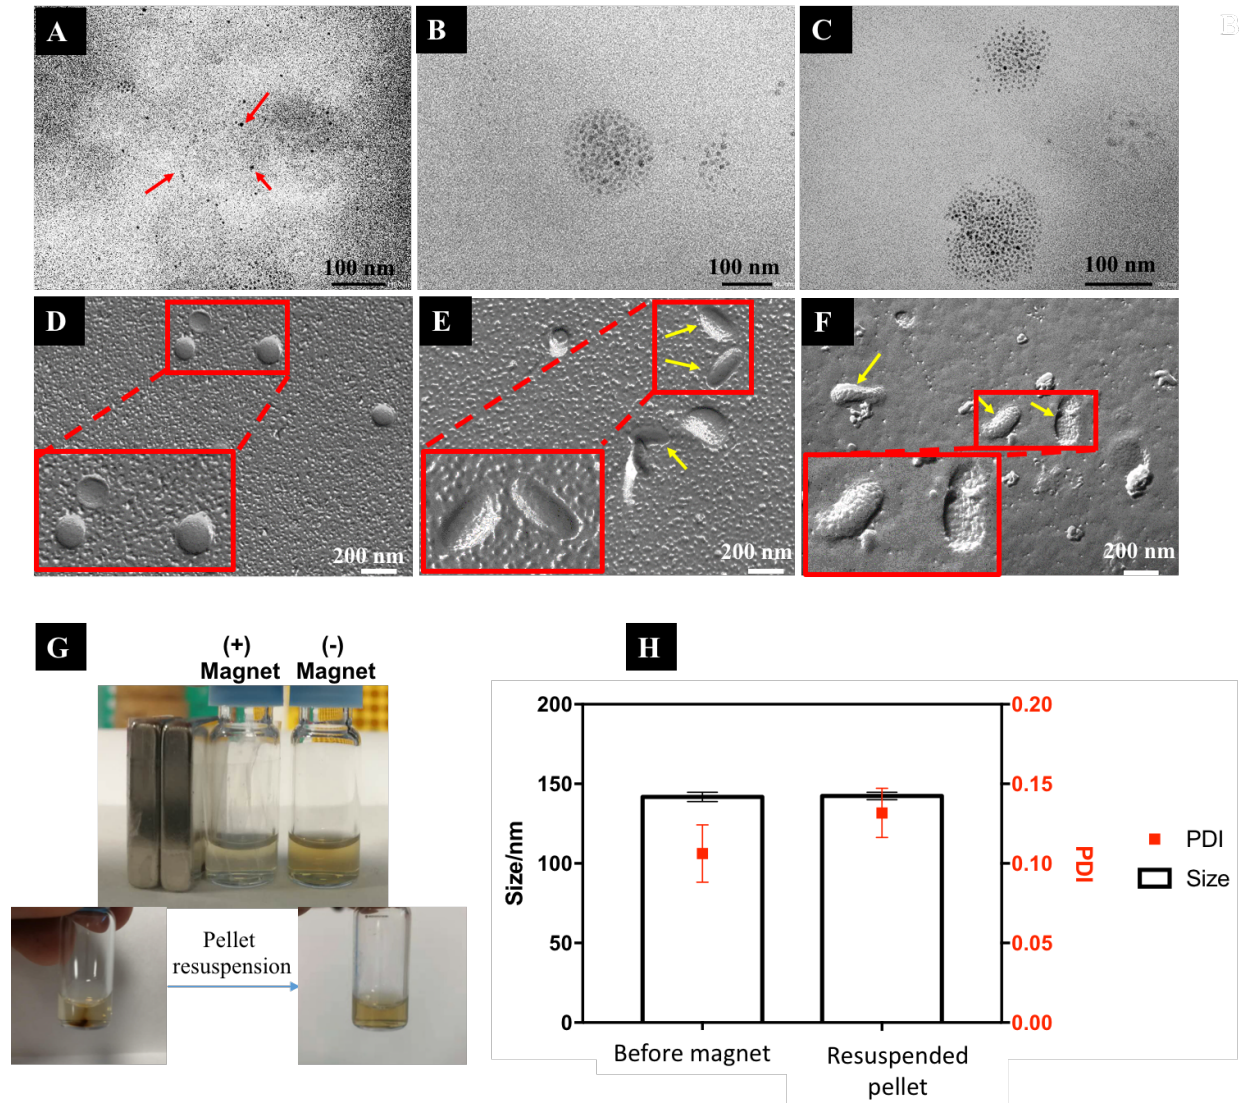 A
B
C
B
100 nm
100 nm
100 nm
D
E
F
200 nm
200 nm
200 nm
G
(+)
Magnet
(-)
Magnet
Pellet
resuspension
H
200
150
100
50
0
Size/nm
0.20
0.15
0.10
0.05
0.00
PDI
PDI
Size
Before magnet
Resuspended
pellet